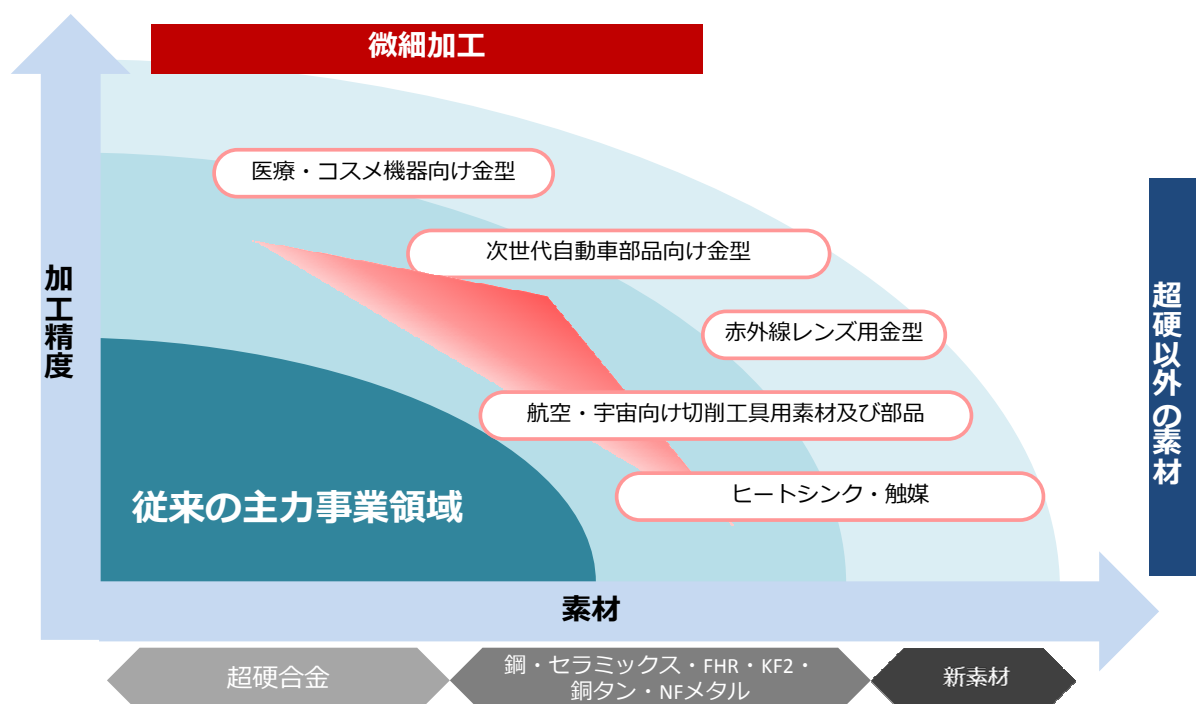 微細加工
医療・コスメ機器向け金型
次世代自動車部品向け金型
赤外線レンズ用金型
航空・宇宙向け切削工具用素材及び部品
ヒートシンク・触媒
従来の主力事業領域
加工精度
超硬以外の素材
素材
超硬合金
鋼・セラミックス・FHR・KF2・
銅タン・NFメタル
新素材